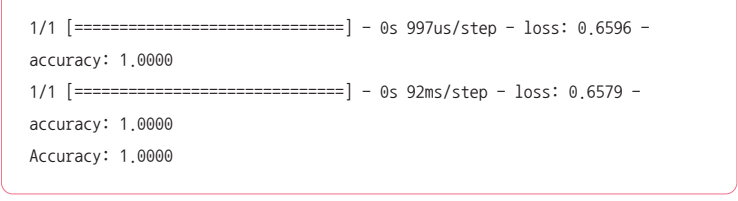 1/1 [==============================] - 0s 997us/step - loss: 0.6596 -
accuracy: 1.0000
1/1 [==============================] - 0s 92ms/step - loss: 0.6579 -
accuracy: 1.0000
Accuracy: 1.0000